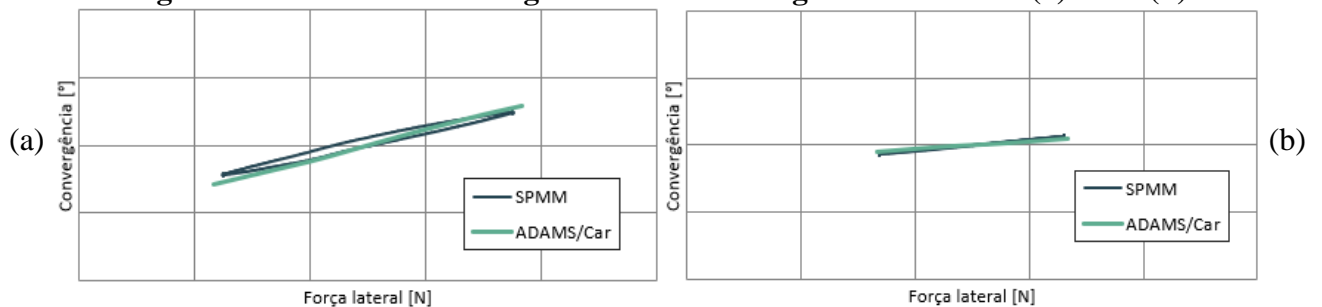 (a)
Convergência [°]
SPMM
ADAMS/Car
Força lateral [N]
Convergência [°]
SPMM
ADAMS/Car
Força lateral [N]
(b)